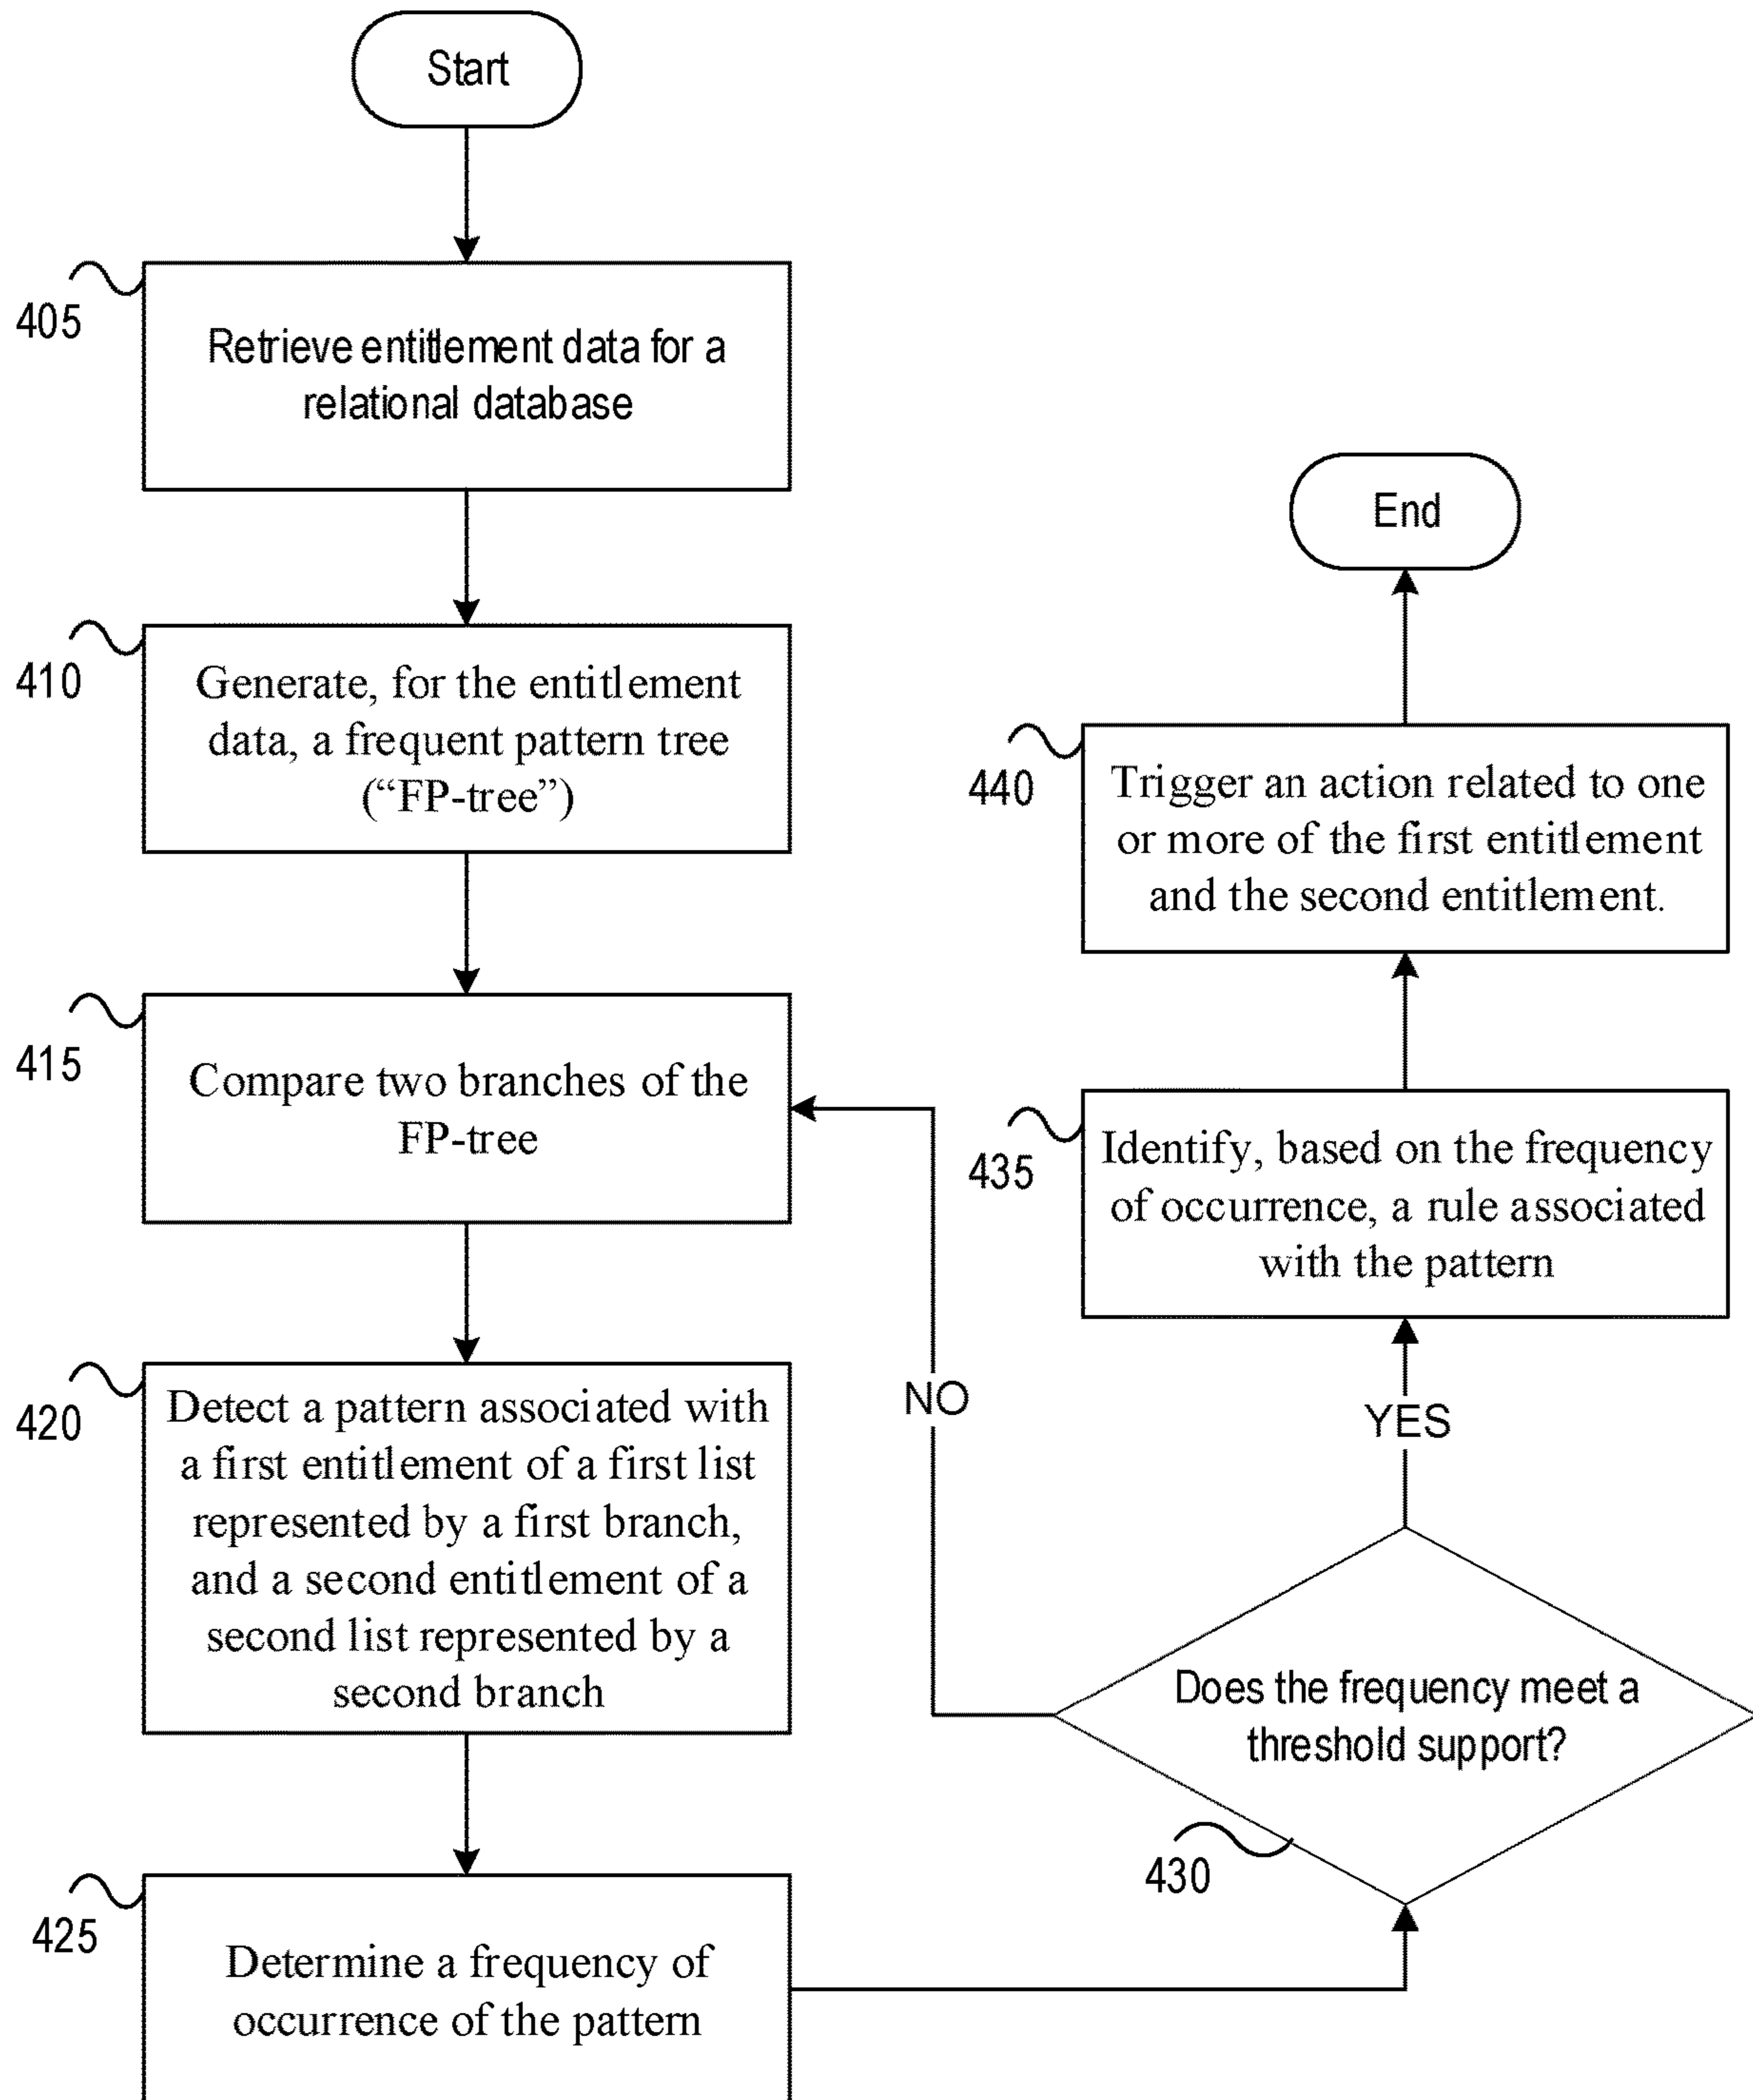 Start
405
Retrieve entitlement data for a
relational database
410
Generate, for the entitlement
data, a frequent pattern tree
(“FP-tree”)
415
Compare two branches of the
FP-tree
420
Detect a pattern associated with
a first entitlement of a first list
represented by a first branch,
and a second entitlement of a
second list represented by a
second branch
425
Determine a frequency of
occurrence of the pattern
430
Does the frequency meet a
threshold support?
NO
YES
435
Identify, based on the frequency
of occurrence, a rule associated
with the pattern
440
Trigger an action related to one
or more of the first entitlement
and the second entitlement.
End